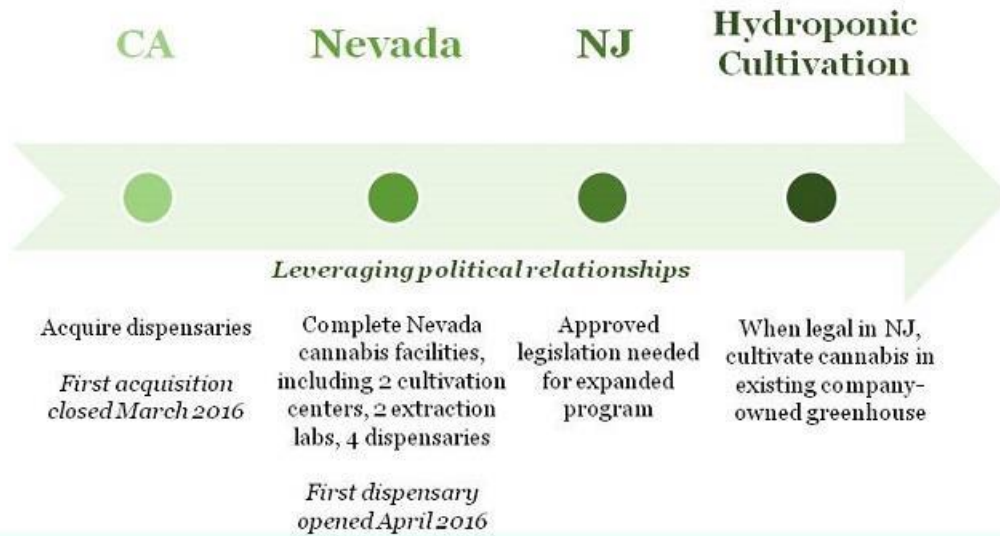 CA
Nevada
NJ
Hydroponic
Cultivation
Leveraging political relationships
Acquire dispensaries
First acquisition
closed March 2016
Complete Nevada
cannabis facilities,
including 2 cultivation
centers, 2 extraction
labs, 4 dispensaries
First dispensary
opened April 2016
Approved
legislation needed
for expanded
program
When legal in NJ,
cultivate cannabis in
existing company-
owned greenhouse